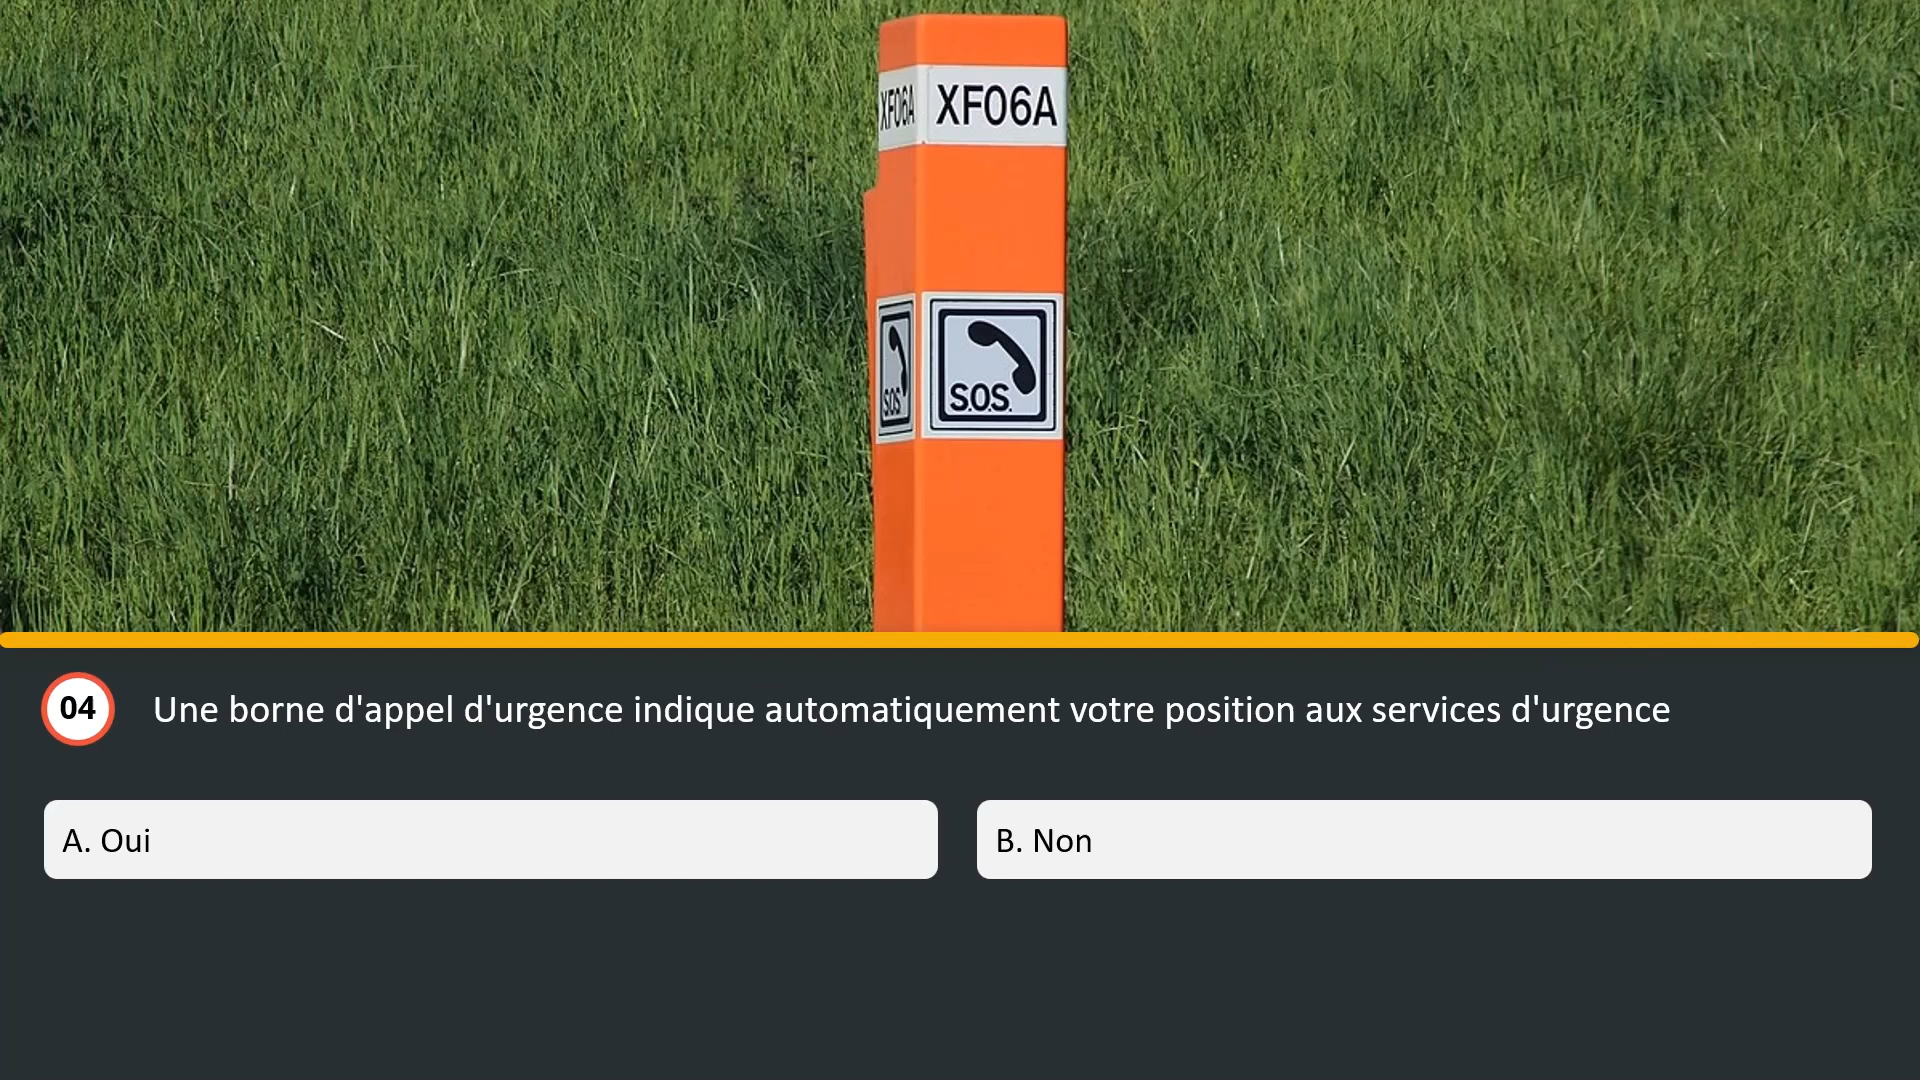 XF06A XF06A
S.O.S. S.O.S.
04 Une borne d'appel d'urgence indique automatiquement votre position aux services d'urgence
A. Oui
B. Non